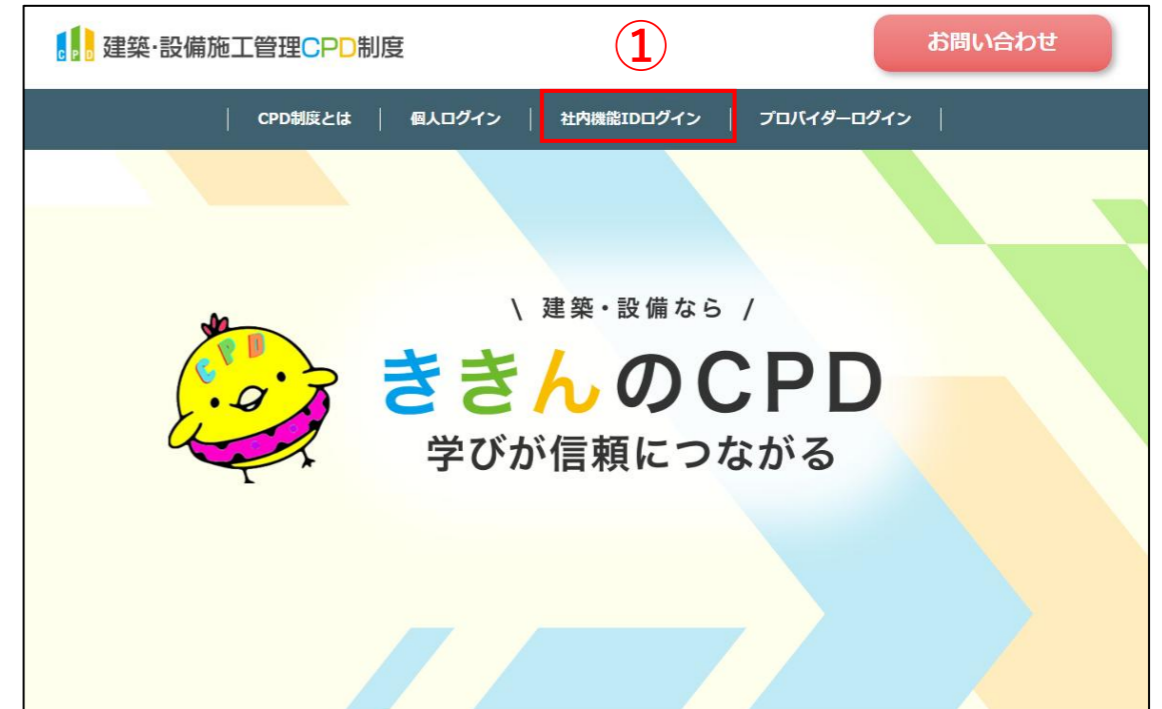 CPD 建築・設備施工管理CPD制度
①
お問い合わせ
CPD制度とは
個人ログイン
社内機能IDログイン
プロバイダーログイン
\ 建築・設備なら /
CPD
ききんのCPD
学びが信頼につながる